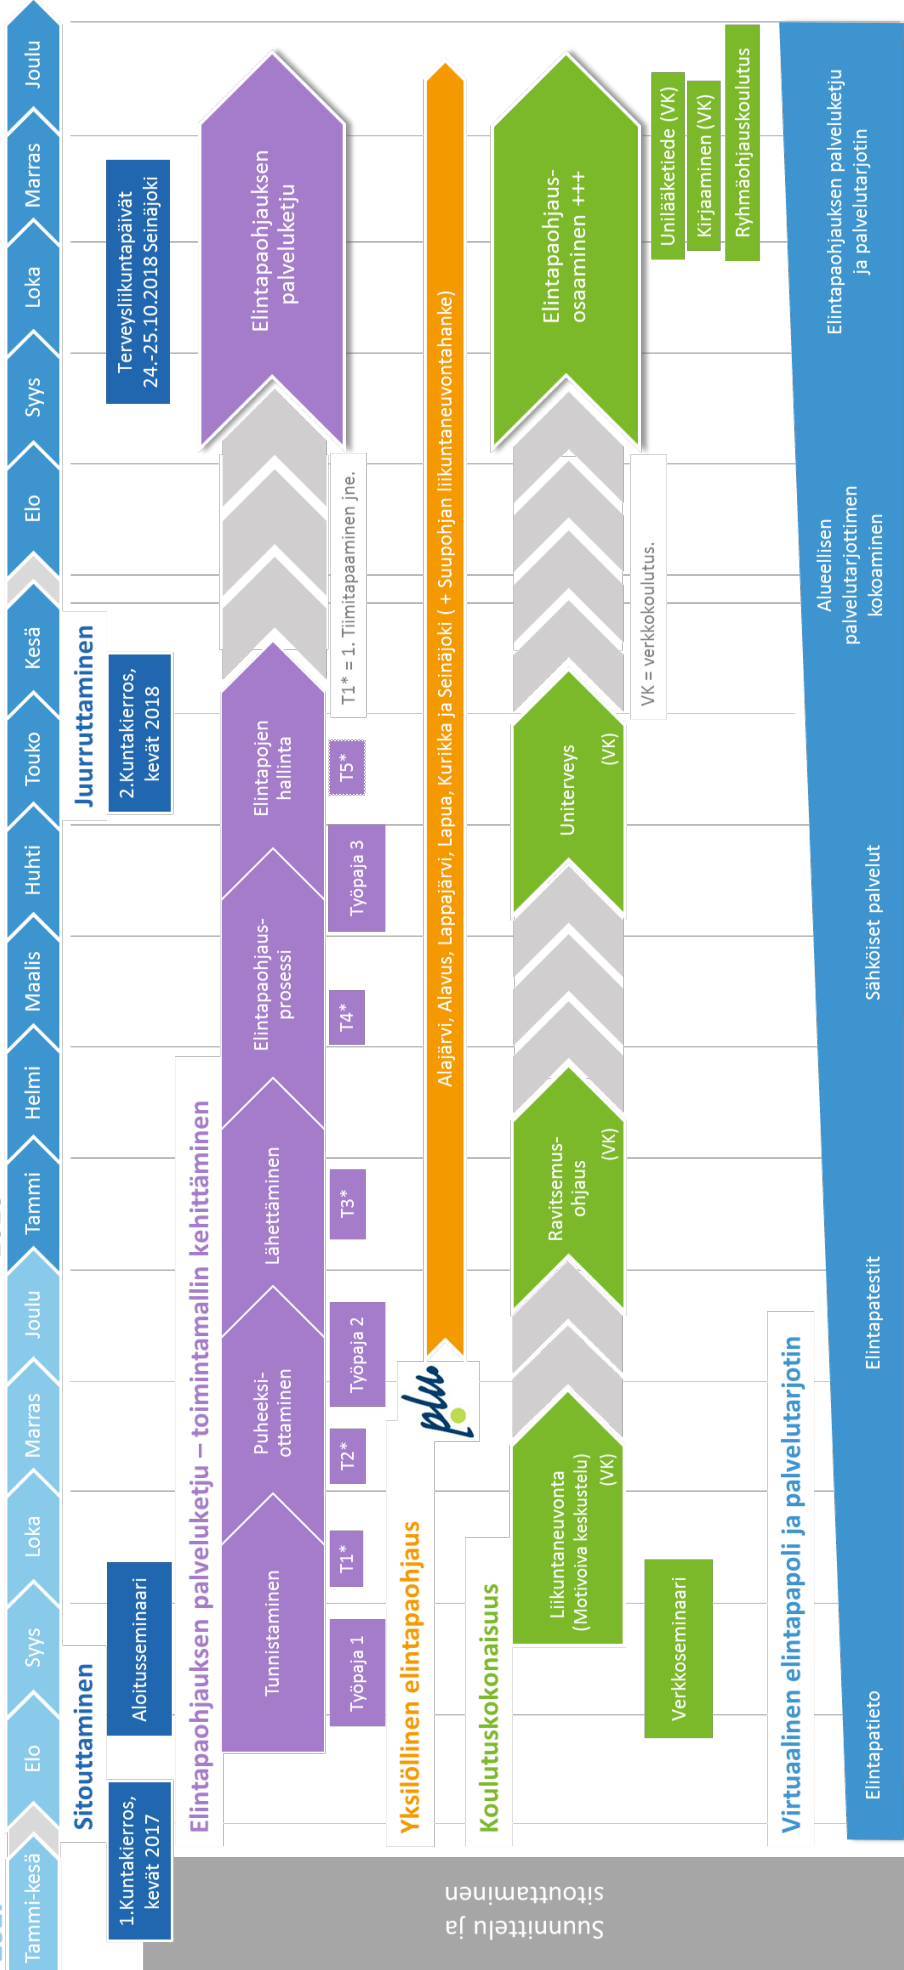 Tammi-kesä
Elo
Syys
Loka
Marras
Joulu
Tammi
Helmi
Maalis
Huhti
Touko
Kesä
Elo
Syys
Loka
Marras
Joulu
Sitouttaminen
Juurruttaminen
1.Kuntakierros,
kevät 2017
Aloitusseminaari
2.Kuntakierros,
kevät 2018
Terveysliikuntapäivät
24.-25.10.2018 Seinäjoki
Elintapaohjauksen palveluketju – toimintamallin kehittäminen
Tunnistaminen
Puheeksi-
ottaminen
Lähettäminen
Elintapaohjaus-
prosessi
Elintapojen
hallinta
Elintapaohjauksen
palveluketju
Työpaja 1
T1*
T2*
Työpaja 2
T3*
T4*
Työpaja 3
T5*
T1* = 1. Tiimitapaaminen jne.
Yksilöllinen elintapaohjaus
plu
Alajärvi, Alavus, Lappajärvi, Lapua, Kurikka ja Seinäjoki ( + Suupohjan liikuntaneuvontahanke)
Koulutuskokonaisuus
Liikuntaneuvonta
(Motivoiva keskustelu)
(VK)
Ravitsemus-
ohjaus
(VK)
Uniterveys
(VK)
Elintapaohjaus-
osaaminen +++
Verkkoseminaari
VK = verkkokoulutus.
Unilääketiede (VK)
Kirjaaminen (VK)
Ryhmäohjauskoulutus
Virtuaalinen elintapapoli ja palvelutarjotin
Elintapatieto
Elintapatestit
Sähköiset palvelut
Alueellisen
palvelutarjottimen
kokoaminen
Elintapaohjauksen palveluketju
ja palvelutarjotin
Suunnittelu ja
sitouttaminen